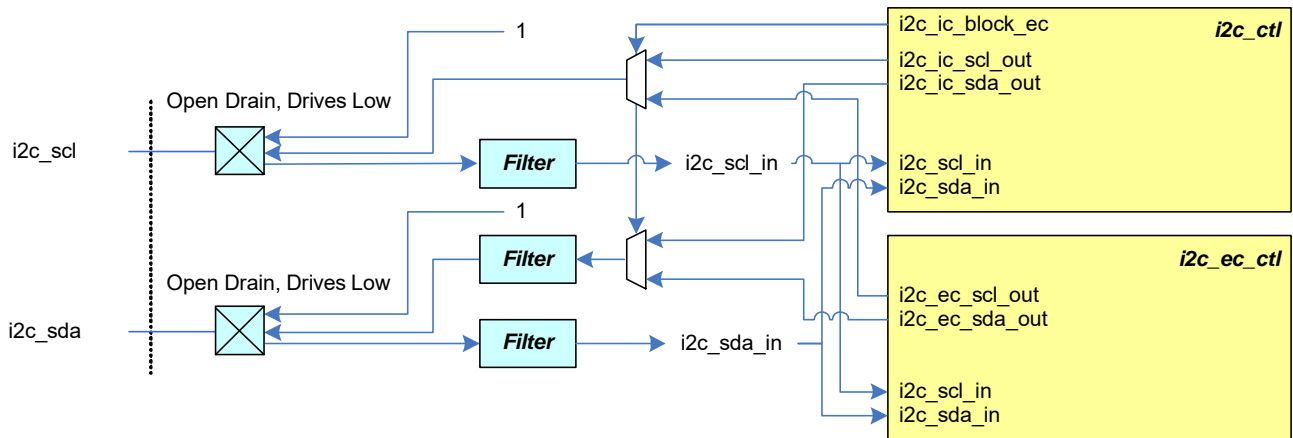 1
i2c_ic_block_ec
i2c_ctl
i2c_ic_scl_out
i2c_ic_sda_out
Open Drain, Drives Low
i2c_scl
Filter
i2c_scl_in
i2c_scl_in
i2c_sda_in
1
Filter
i2c_ec_ctl
Open Drain, Drives Low
i2c_ec_scl_out
i2c_ec_sda_out
i2c_sda
Filter
i2c_sda_in
i2c_scl_in
i2c_sda_in